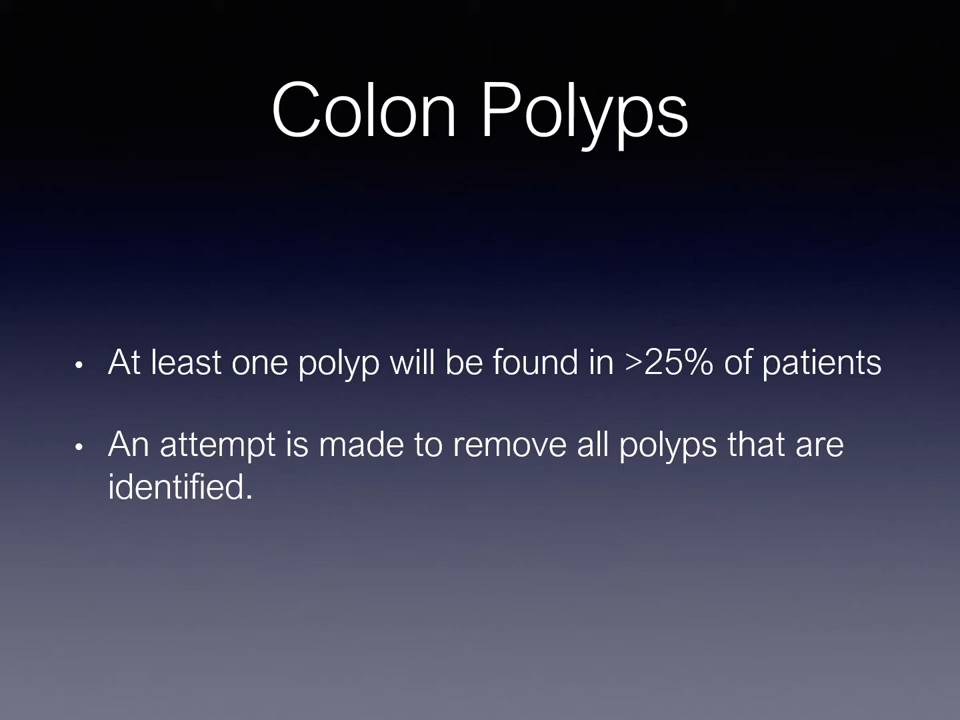 Colon Polyps
• At least one polyp will be found in >25% of patients
• An attempt is made to remove all polyps that are
identified.